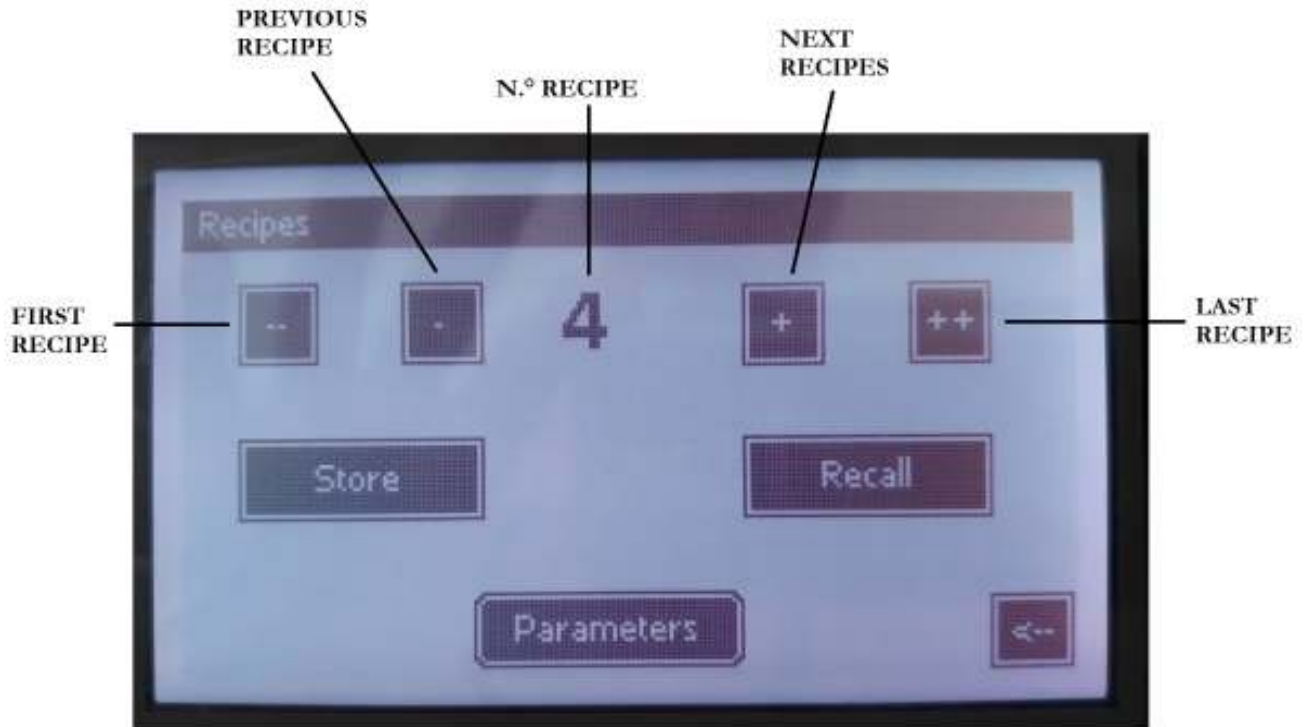 PREVIOUS
RECIPE
NEXT
RECIPES
N.º RECIPE
Recipes
FIRST
RECIPE
--
-
4
+
++
LAST
RECIPE
Store
Recall
Parameters
<--